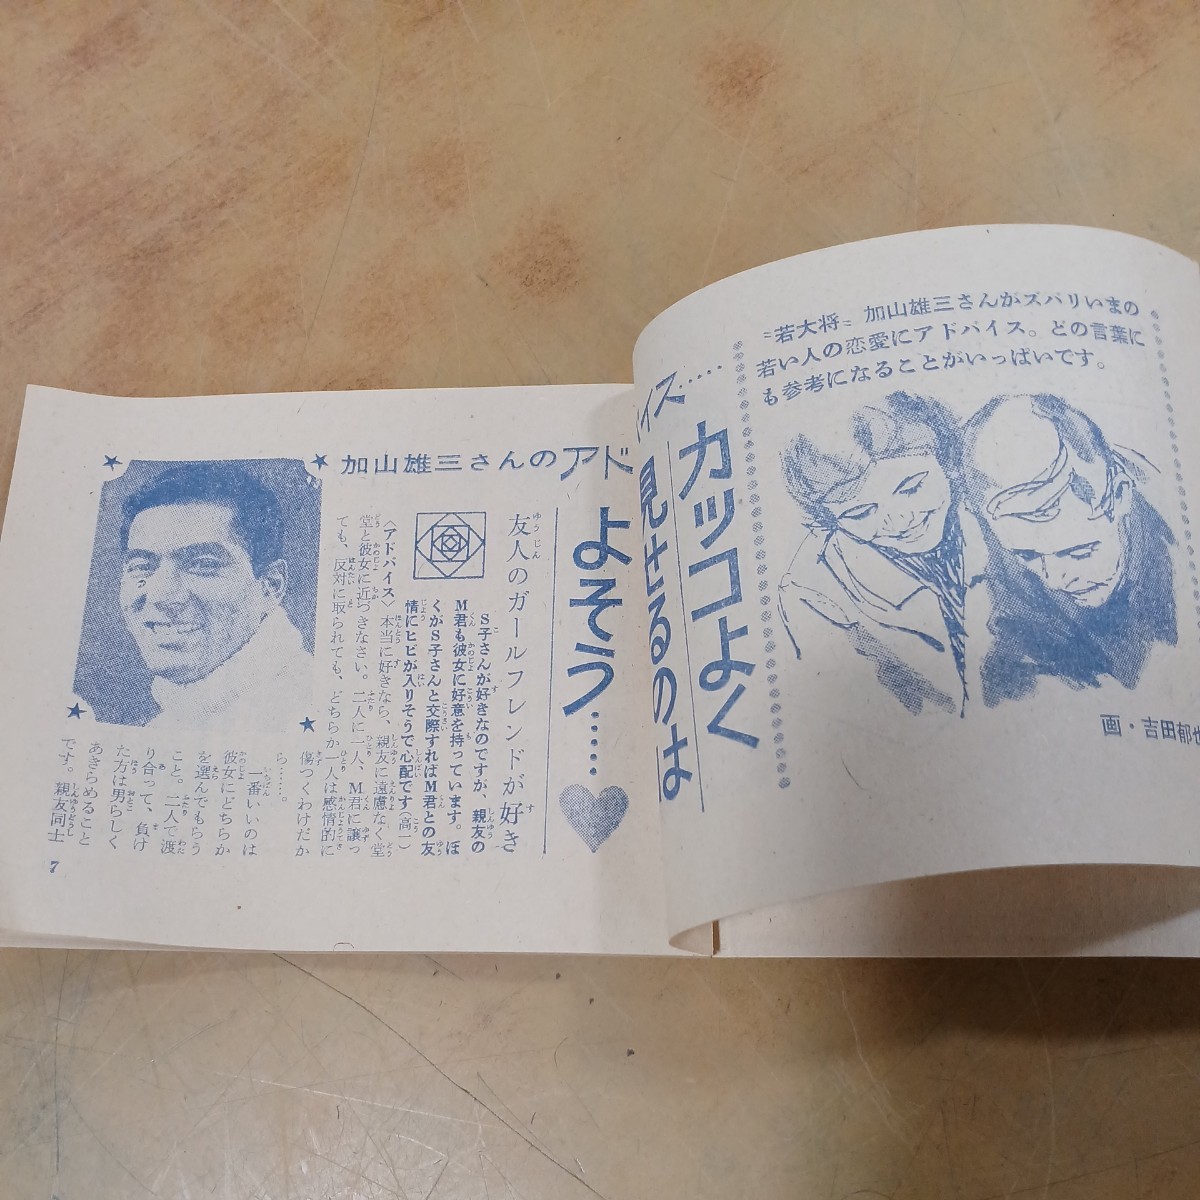 〝若大将〟加山雄三さんがズバリいまの
若い人の恋愛にアドバイス。どの言葉に
も参考になることがいっぱいです。
画・吉田郁也
加山雄三さんのアドバイス……
カッコよく
見せるのは
よそう……
友人のガールフレンドが好き
ゆうじん
す
S子さんが好きなのですが、親友の
M君も彼女に好意を持っています。ぼ
くがS子さんと交際すればM君との友
情にヒビが入りそうで心配です(高一)
〈アドバイス〉本当に好きなら、親友に遠慮なく堂
堂と彼女に近づきなさい。二人に一人、M君に譲っ
ても、反対に取られても、どちらか一人は感情的に
傷つくわけだか
ら……。
一番いいのは
彼女にどちらか
を選んでもらう
こと。二人で渡
り合って、負け
た方は男らしく
あきらめること
です。親友同士
7